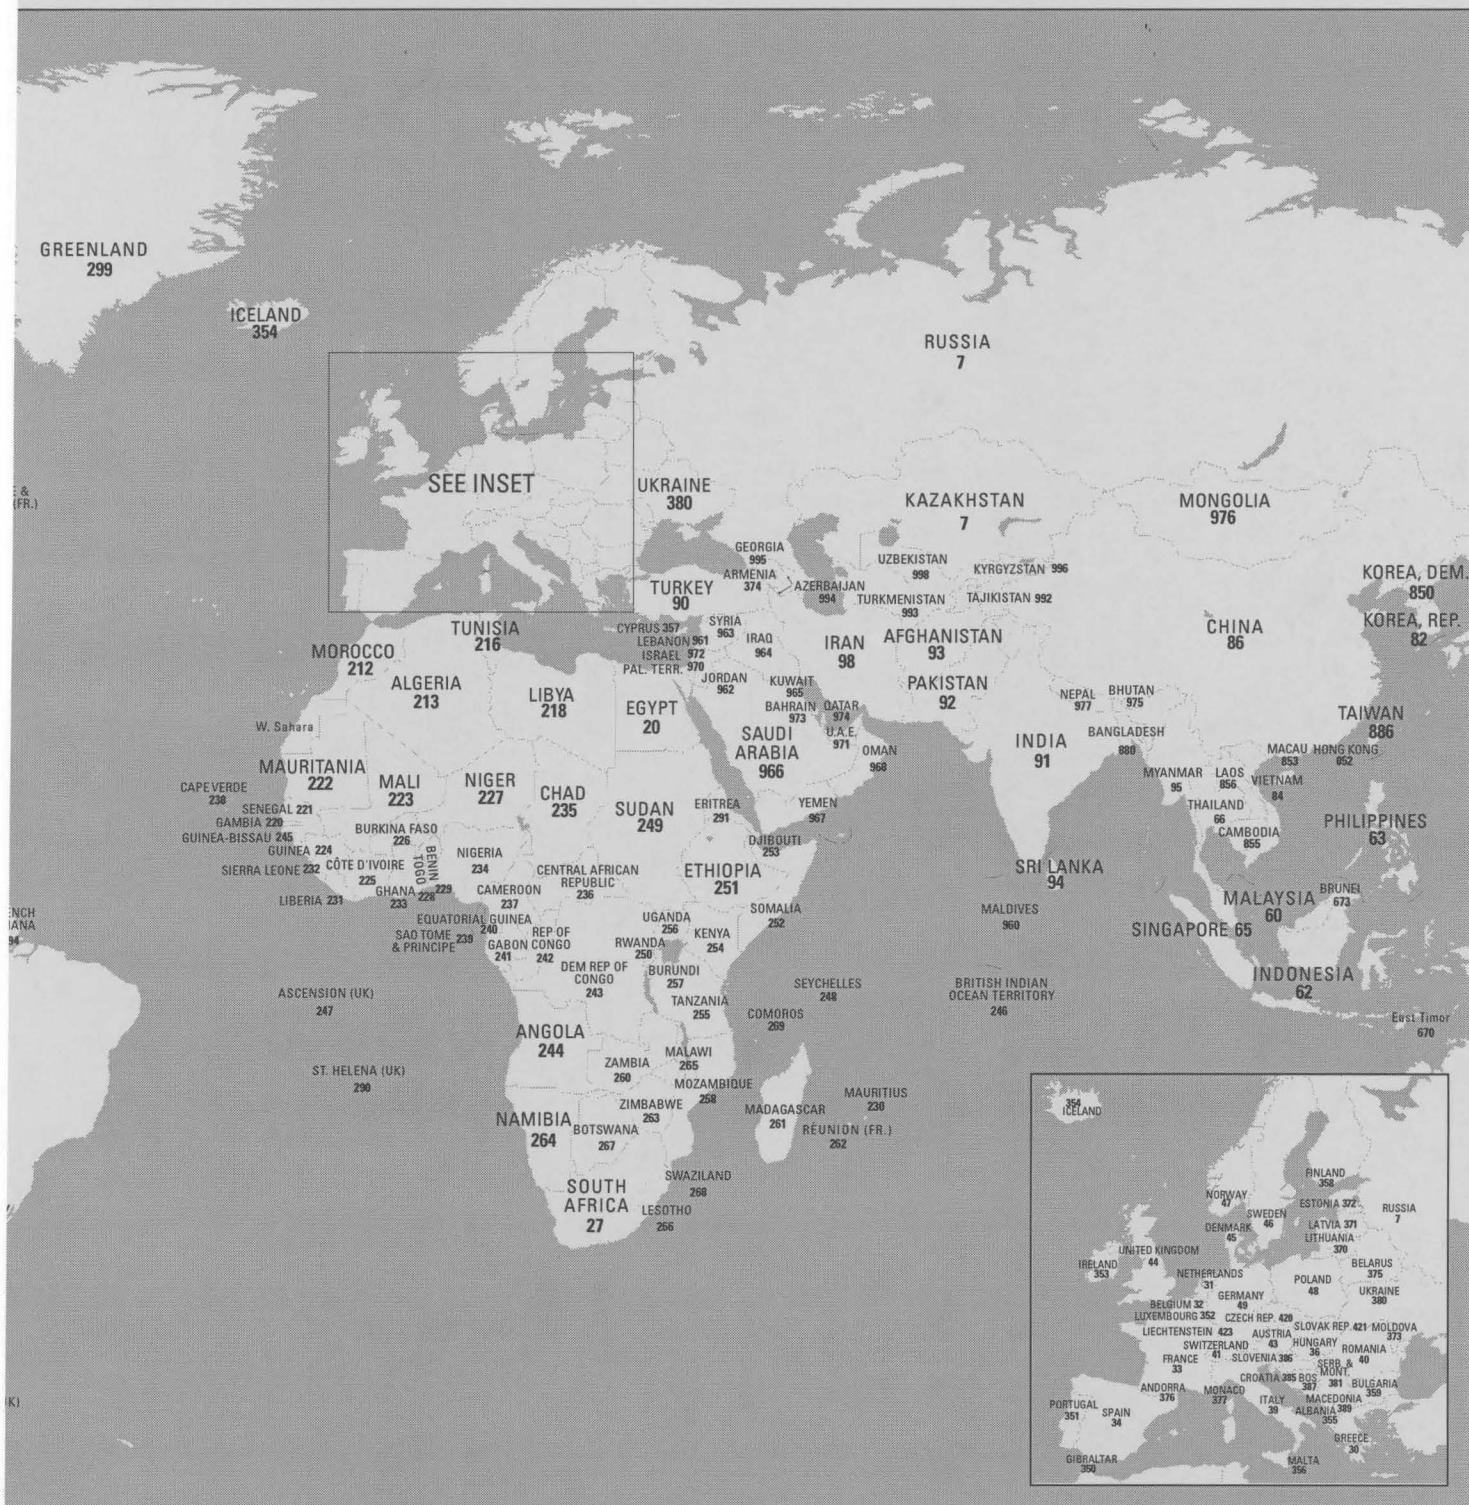 GREENLAND
299
ICELAND
354
RUSSIA
7
SEE INSET
UKRAINE
380
KAZAKHSTAN
7
MONGOLIA
976
&
(FR.)
GEORGIA
995
ARMENIA
374
AZERBAIJAN
994
UZBEKISTAN
998
KYRGYZSTAN 996
TURKMENISTAN
993
TAJIKISTAN 992
KOREA, DEM.
850
KOREA, REP.
82
TURKEY
90
TUNISIA
216
CYPRUS 357
SYRIA
963
LEBANON 961
ISRAEL 972
PAL. TERR. 970
IRAQ
964
IRAN
98
AFGHANISTAN
93
CHINA
86
MOROCCO
212
ALGERIA
213
LIBYA
218
EGYPT
20
JORDAN
962
KUWAIT
965
BAHRAIN
973
QATAR
974
U.A.E.
971
PAKISTAN
92
NEPAL
977
BHUTAN
975
BANGLADESH
880
TAIWAN
886
W. Sahara
SAUDI
ARABIA
966
OMAN
968
INDIA
91
MACAU
853
HONG KONG
852
MAURITANIA
222
MALI
223
NIGER
227
CHAD
235
SUDAN
249
ERITREA
291
YEMEN
967
MYANMAR
95
LAOS
856
VIETNAM
84
THAILAND
66
CAMBODIA
855
PHILIPPINES
63
CAPE VERDE
238
SENEGAL 221
GAMBIA 220
GUINEA-BISSAU 245
GUINEA 224
SIERRA LEONE 232
LIBERIA 231
BURKINA FASO
226
CÔTE D'IVOIRE
225
GHANA
233
TOGO
228
BENIN
229
NIGERIA
234
CAMEROON
237
CENTRAL AFRICAN
REPUBLIC
236
DJIBOUTI
253
ETHIOPIA
251
SOMALIA
252
SRI LANKA
94
MALDIVES
960
MALAYSIA
60
BRUNEI
673
SINGAPORE 65
ENCH
IANA
94
EQUATORIAL GUINEA
240
SAO TOME
& PRINCIPE 239
GABON
241
REP OF
CONGO
242
UGANDA
256
KENYA
254
RWANDA
250
DEM REP OF
CONGO
243
BURUNDI
257
TANZANIA
255
SEYCHELLES
248
COMOROS
269
BRITISH INDIAN
OCEAN TERRITORY
246
INDONESIA
62
East Timor
670
ASCENSION (UK)
247
ST. HELENA (UK)
290
ANGOLA
244
ZAMBIA
260
MALAWI
265
MOZAMBIQUE
258
ZIMBABWE
263
NAMIBIA
264
BOTSWANA
267
MADAGASCAR
261
MAURITIUS
230
RÉUNION (FR.)
262
SOUTH
AFRICA
27
SWAZILAND
268
LESOTHO
266
K)
354
ICELAND
FINLAND
358
NORWAY
47
SWEDEN
46
ESTONIA 372
RUSSIA
7
DENMARK
45
LATVIA 371
LITHUANIA
370
UNITED KINGDOM
44
IRELAND
353
NETHERLANDS
31
BELARUS
375
POLAND
48
GERMANY
49
UKRAINE
380
BELGIUM 32
LUXEMBOURG 352
CZECH REP. 420
SLOVAK REP. 421
MOLDOVA
373
LIECHTENSTEIN 423
AUSTRIA
43
HUNGARY
36
ROMANIA
40
SWITZERLAND
41
FRANCE
33
SLOVENIA 386
SERB. &
MONT.
381
CROATIA 385
BOS
387
BULGARIA
359
ANDORRA
376
MONACO
377
ITALY
39
MACEDONIA
389
ALBANIA
355
PORTUGAL
351
SPAIN
34
GREECE
30
GIBRALTAR
350
MALTA
356